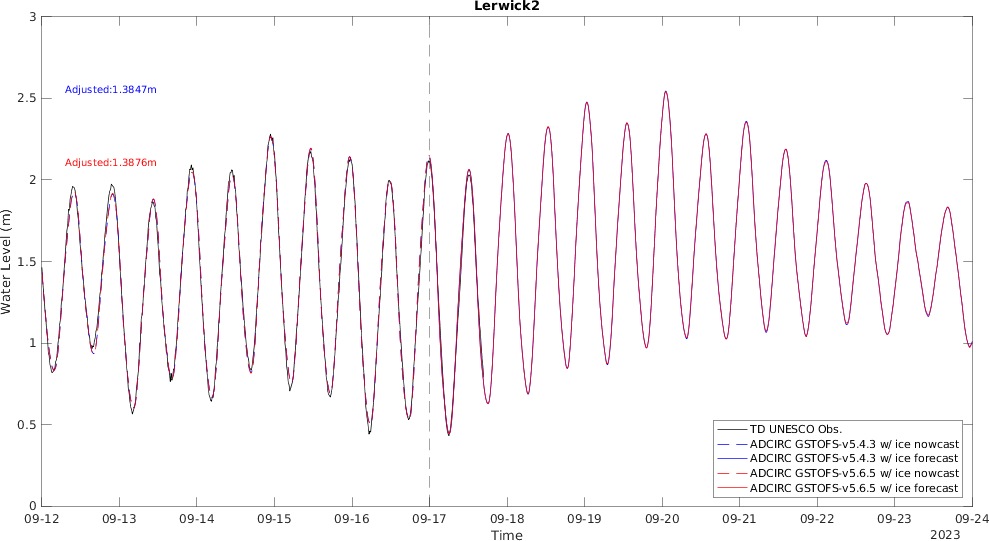 Lerwick2
3
2.5
2
1.5
1
0.5
0
Water Level (m)
Adjusted:1.3847m
Adjusted:1.3876m
TD UNESCO Obs.
ADCIRC GSTOFS-v5.4.3 w/ ice nowcast
ADCIRC GSTOFS-v5.4.3 w/ ice forecast
ADCIRC GSTOFS-v5.6.5 w/ ice nowcast
ADCIRC GSTOFS-v5.6.5 w/ ice forecast
09-12 09-13 09-14 09-15 09-16 09-17 09-18 09-19 09-20 09-21 09-22 09-23 09-24
Time
2023